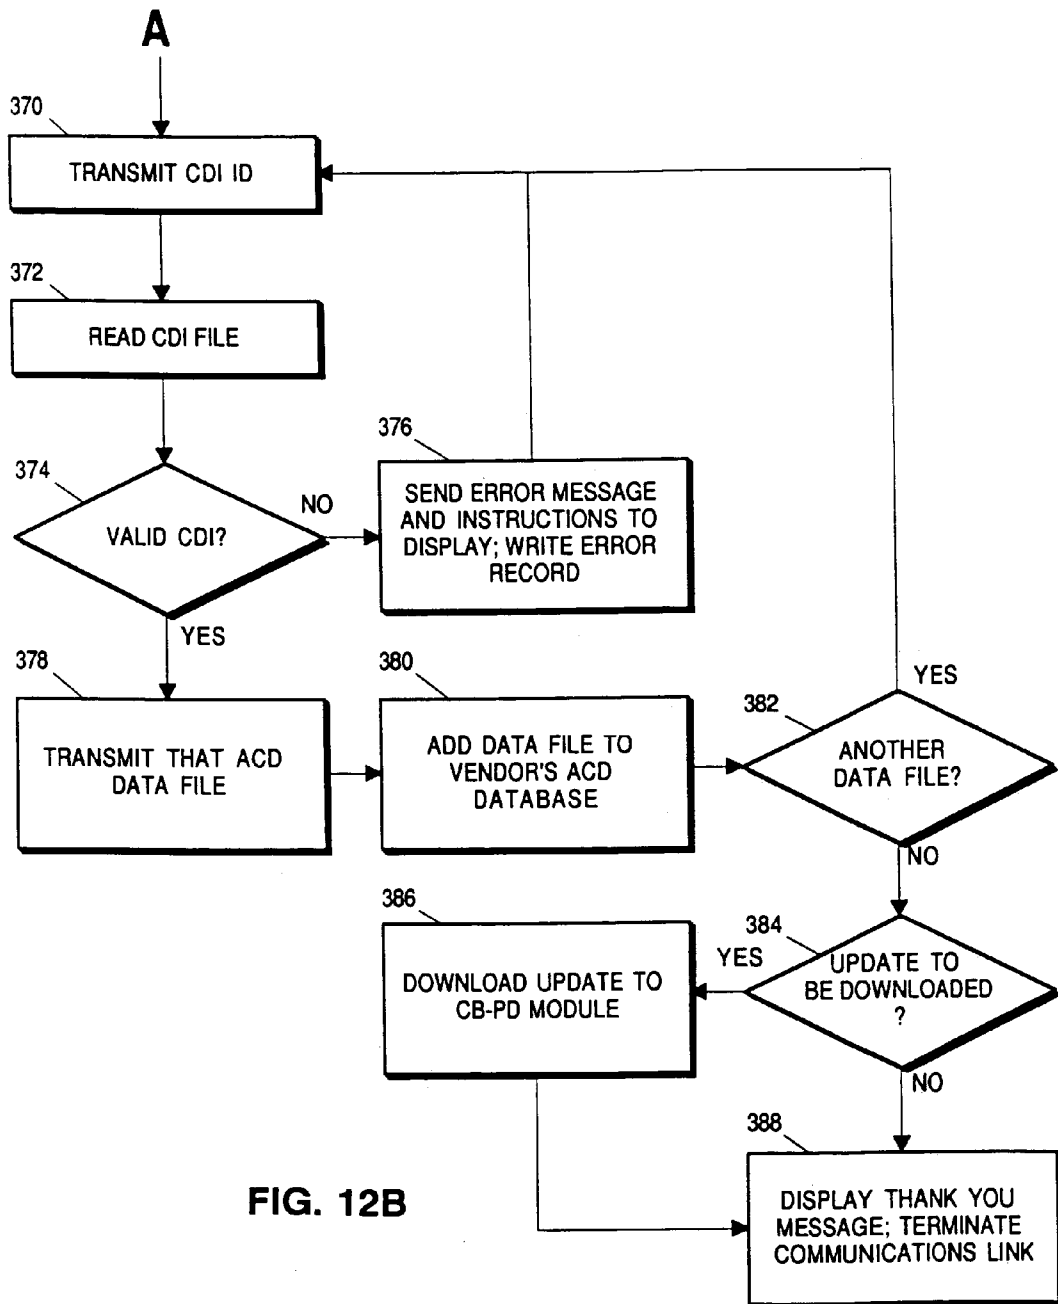 A
370
TRANSMIT CDI ID
372
READ CDI FILE
374
VALID CDI?
NO
376
SEND ERROR MESSAGE
AND INSTRUCTIONS TO
DISPLAY; WRITE ERROR
RECORD
YES
378
TRANSMIT THAT ACD
DATA FILE
380
ADD DATA FILE TO
VENDOR'S ACD
DATABASE
382
YES
ANOTHER
DATA FILE?
NO
384
YES
UPDATE TO
BE DOWNLOADED
?
NO
386
DOWNLOAD UPDATE TO
CB-PD MODULE
388
DISPLAY THANK YOU
MESSAGE; TERMINATE
COMMUNICATIONS LINK
FIG. 12B